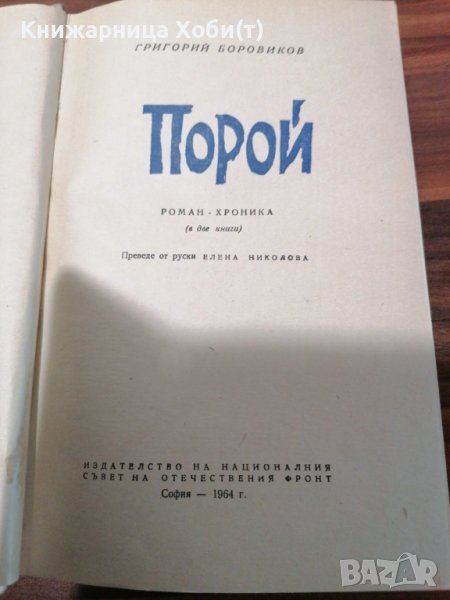 Книжарница Хоби(т)
ГРИГОРИЙ БОРОВИКОВ
ПОРОЙ
РОМАН - ХРОНИКА
(в две книги)
Преведе от руски ЕЛЕНА НИКОЛОВА
ИЗДАТЕЛСТВО НА НАЦИОНАЛНИЯ
СЪВЕТ НА ОТЕЧЕСТВЕНИЯ ФРОНТ
София — 1964 г.
BAZAR